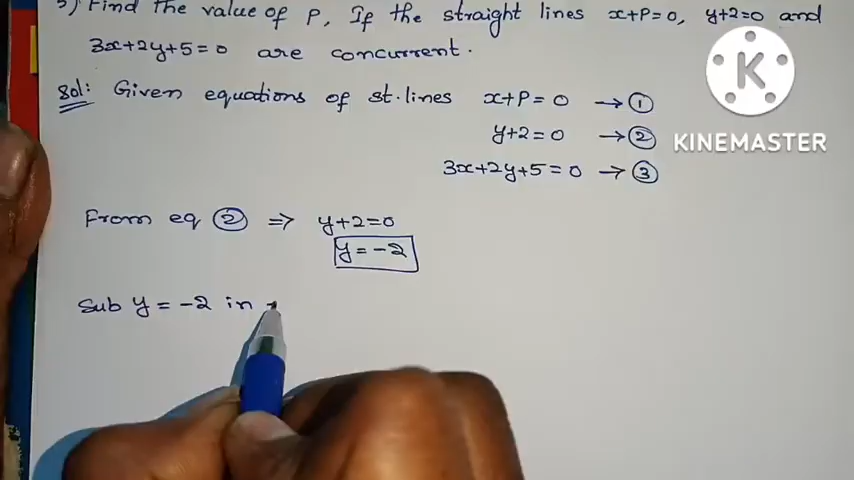 5) Find the value of P, If the straight lines x+P=0, y+2=0 and
3x+2y+5=0 are concurrent.
Sol: Given equations of st. lines x+P=0 → ①
y+2=0 → ②
3x+2y+5=0 → ③
From eq ② ⇒ y+2=0
y=-2
Sub y=-2 in
K
KINEMASTER